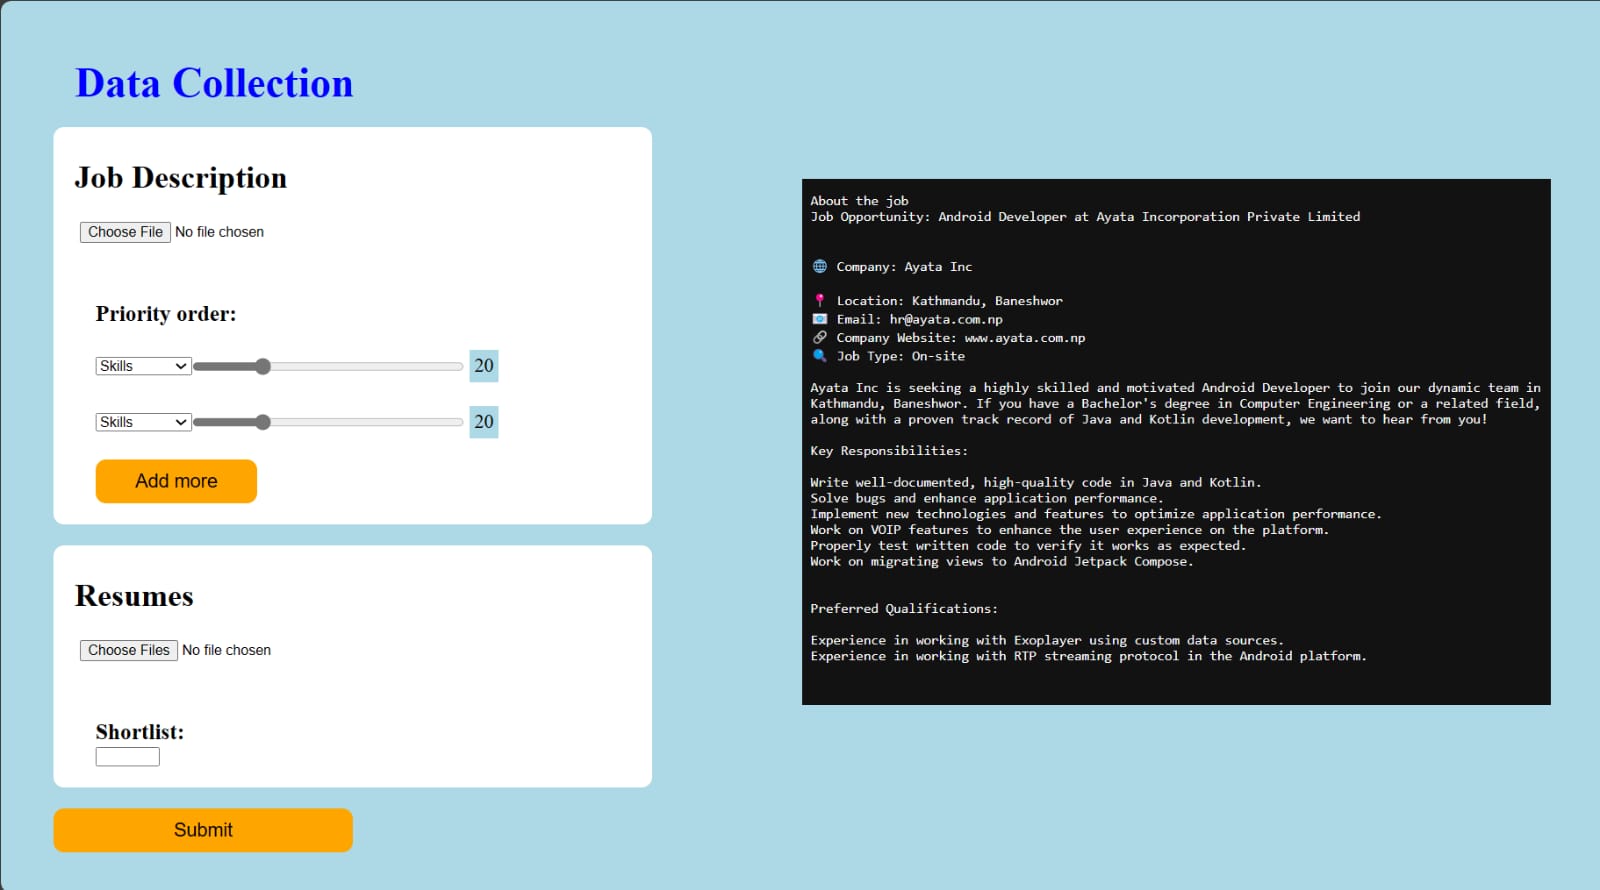 Data Collection
Job Description
Choose File No file chosen
Priority order:
Skills 20
Skills 20
Add more
Resumes
Choose Files No file chosen
Shortlist:
Submit
About the job
Job Opportunity: Android Developer at Ayata Incorporation Private Limited
🌐 Company: Ayata Inc
📍 Location: Kathmandu, Baneshwor
📧 Email: hr@ayata.com.np
🔗 Company Website: www.ayata.com.np
🔍 Job Type: On-site
Ayata Inc is seeking a highly skilled and motivated Android Developer to join our dynamic team in
Kathmandu, Baneshwor. If you have a Bachelor's degree in Computer Engineering or a related field,
along with a proven track record of Java and Kotlin development, we want to hear from you!
Key Responsibilities:
Write well-documented, high-quality code in Java and Kotlin.
Solve bugs and enhance application performance.
Implement new technologies and features to optimize application performance.
Work on VOIP features to enhance the user experience on the platform.
Properly test written code to verify it works as expected.
Work on migrating views to Android Jetpack Compose.
Preferred Qualifications:
Experience in working with Exoplayer using custom data sources.
Experience in working with RTP streaming protocol in the Android platform.